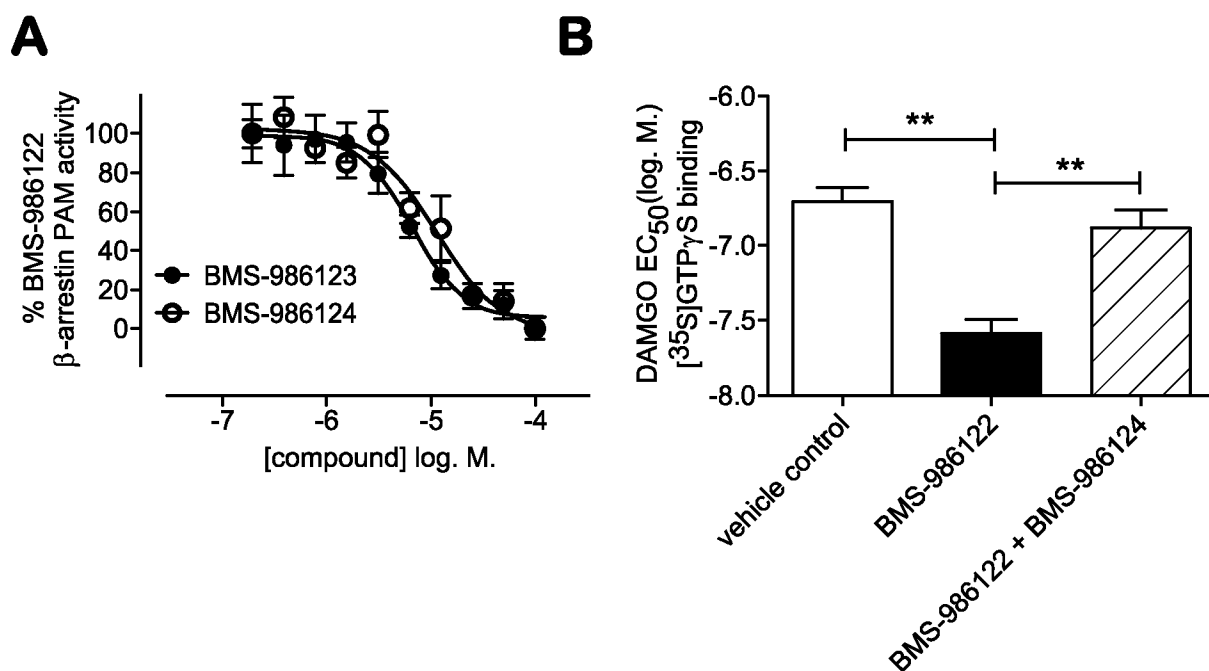 A
B
% BMS-986122
β-arrestin PAM activity
100
80
60
40
20
0
BMS-986123
BMS-986124
-7
-6
-5
-4
[compound] log. M.
DAMGO EC50(log. M.)
[35S]GTPγS binding
-6.0
-6.5
-7.0
-7.5
-8.0
**
**
vehicle control
BMS-986122
BMS-986122 + BMS-986124